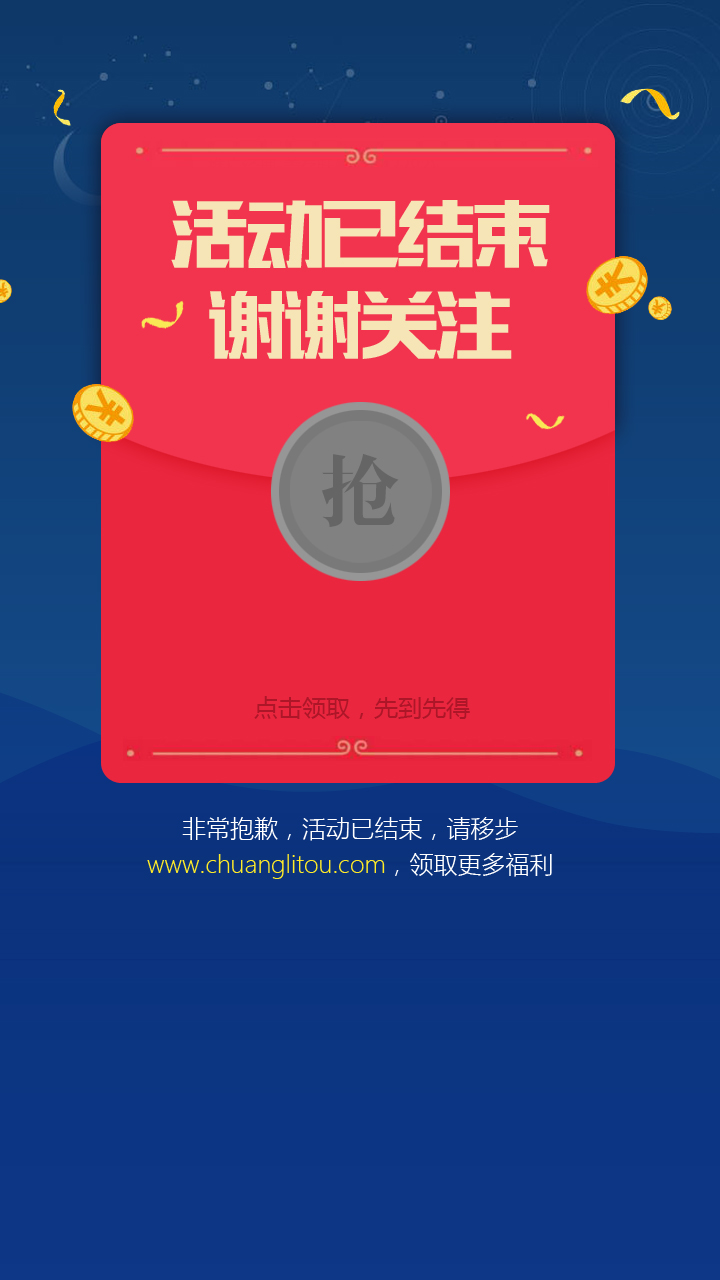 活动已结束
谢谢关注
抢
点击领取，先到先得
非常抱歉，活动已结束，请移步
www.chuanglitou.com，领取更多福利